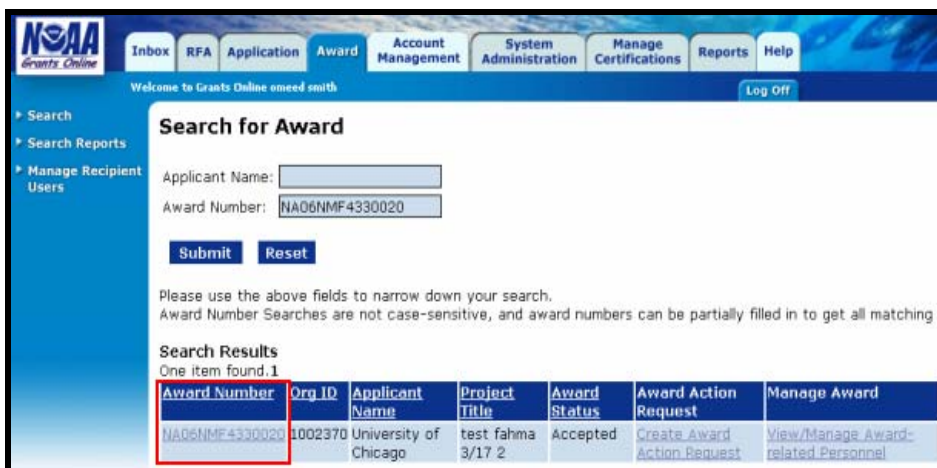 NOAA
Grants Online
Inbox RFA Application Award Account Management System Administration Manage Certifications Reports Help
Welcome to Grants Online omeed smith
Log Off
Search
Search Reports
Manage Recipient Users
Search for Award
Applicant Name:
Award Number: NA06NMF4330020
Submit Reset
Please use the above fields to narrow down your search.
Award Number Searches are not case-sensitive, and award numbers can be partially filled in to get all matching
Search Results
One item found.1
Award Number Org ID Applicant Name Project Title Award Status Award Action Request Manage Award
NA06NMF4330020 1002370 University of Chicago test fahma 3/17 2 Accepted Create Award Action Request View/Manage Award-related Personnel